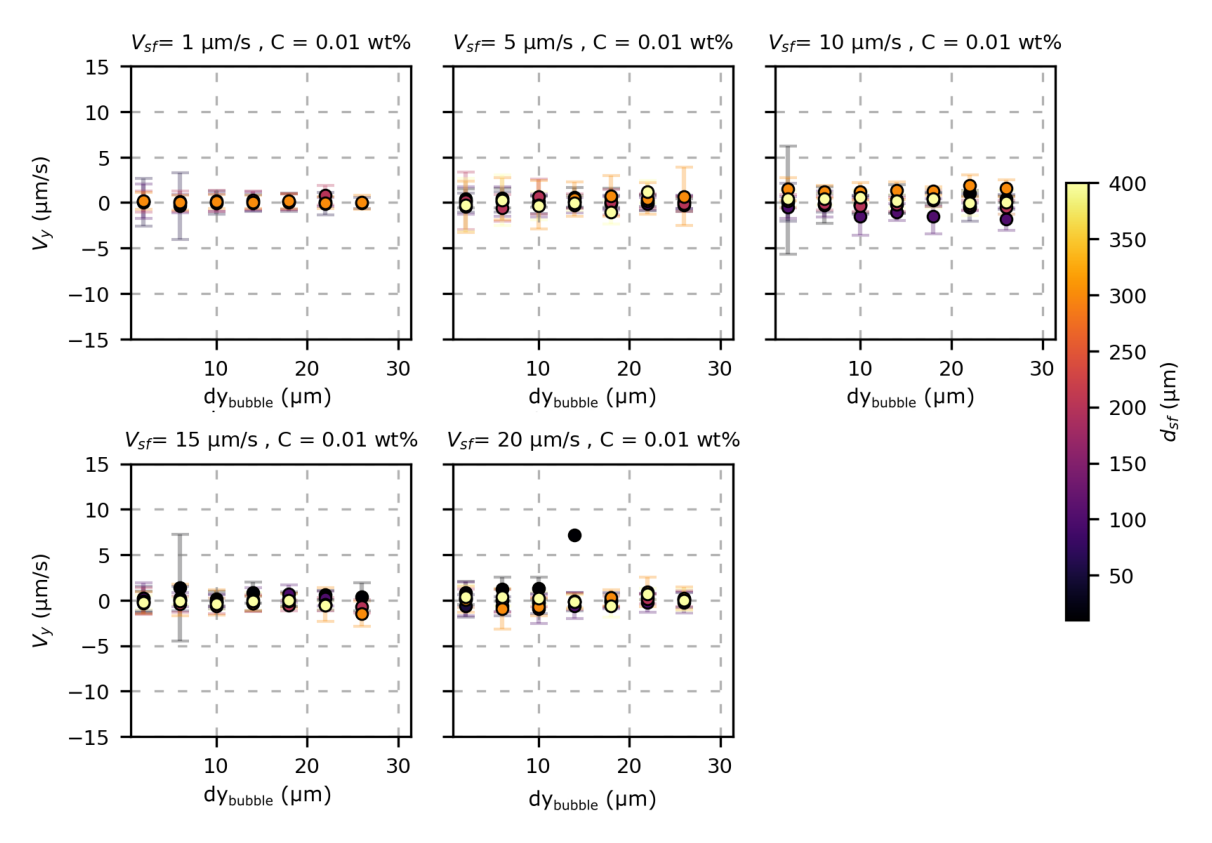 V_sf= 1 µm/s , C = 0.01 wt%
V_sf= 5 µm/s , C = 0.01 wt%
V_sf= 10 µm/s , C = 0.01 wt%
15
10
5
0
−5
−10
−15
V_y (µm/s)
10 20 30
10 20 30
10 20 30
dy_bubble (µm)
dy_bubble (µm)
dy_bubble (µm)
400
350
300
250
200
150
100
50
d_sf (µm)
V_sf= 15 µm/s , C = 0.01 wt%
V_sf= 20 µm/s , C = 0.01 wt%
15
10
5
0
−5
−10
−15
V_y (µm/s)
10 20 30
10 20 30
dy_bubble (µm)
dy_bubble (µm)